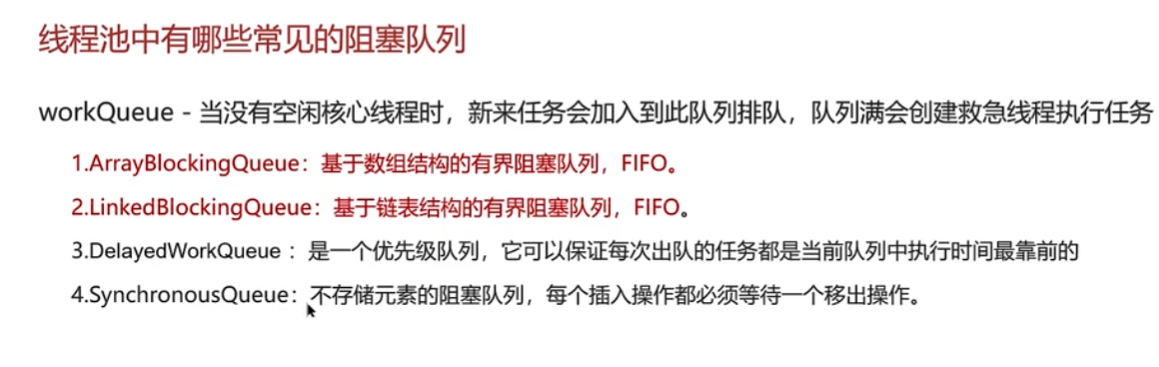 线程池中有哪些常见的阻塞队列
workQueue - 当没有空闲核心线程时，新来任务会加入到此队列排队，队列满会创建救急线程执行任务
1.ArrayBlockingQueue：基于数组结构的有界阻塞队列，FIFO。
2.LinkedBlockingQueue：基于链表结构的有界阻塞队列，FIFO。
3.DelayedWorkQueue ：是一个优先级队列，它可以保证每次出队的任务都是当前队列中执行时间最靠前的
4.SynchronousQueue：不存储元素的阻塞队列，每个插入操作都必须等待一个移出操作。